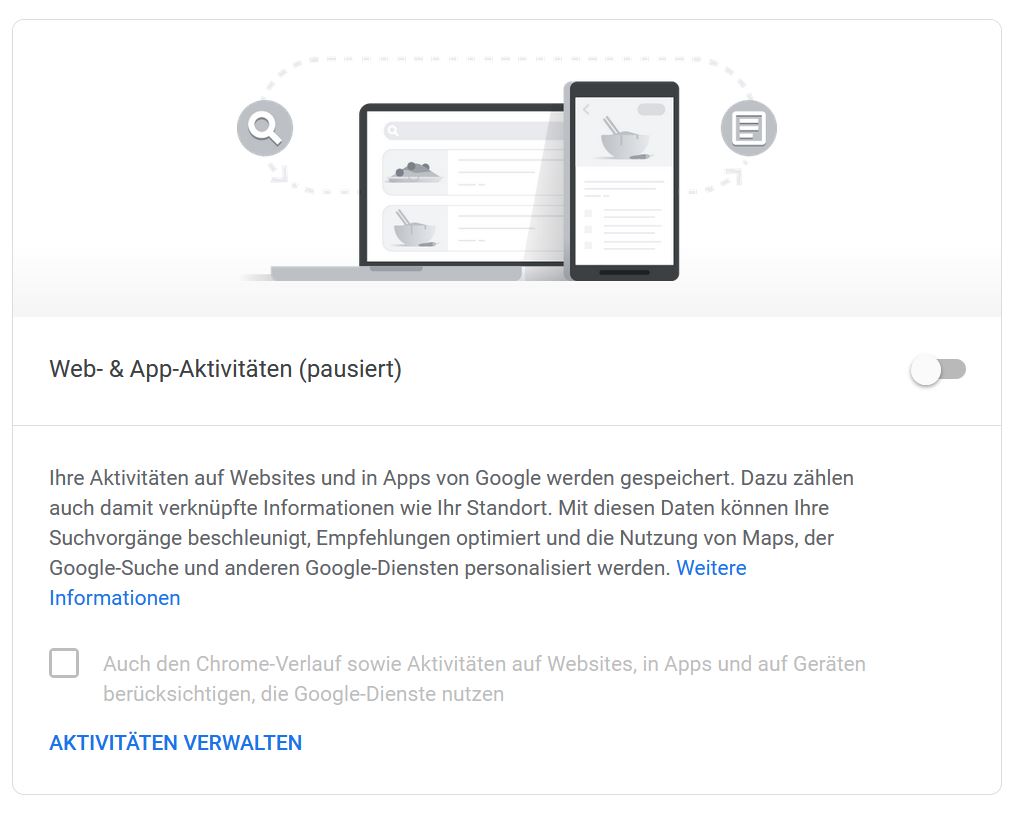 Web- & App-Aktivitäten (pausiert)
Ihre Aktivitäten auf Websites und in Apps von Google werden gespeichert. Dazu zählen
auch damit verknüpfte Informationen wie Ihr Standort. Mit diesen Daten können Ihre
Suchvorgänge beschleunigt, Empfehlungen optimiert und die Nutzung von Maps, der
Google-Suche und anderen Google-Diensten personalisiert werden. Weitere
Informationen
Auch den Chrome-Verlauf sowie Aktivitäten auf Websites, in Apps und auf Geräten
berücksichtigen, die Google-Dienste nutzen
AKTIVITÄTEN VERWALTEN